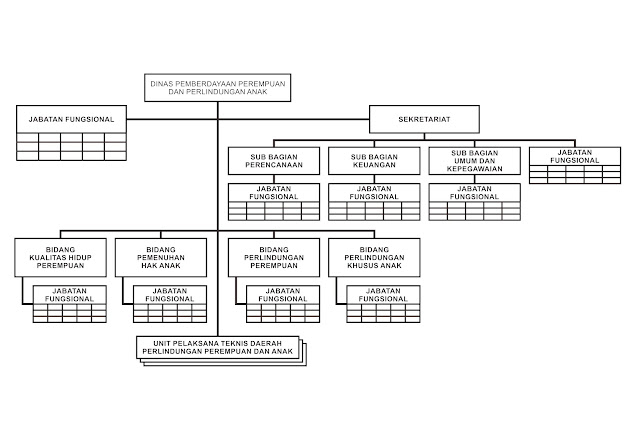 DINAS PEMBERDAYAAN PEREMPUAN
DAN PERLINDUNGAN ANAK
JABATAN FUNGSIONAL
SEKRETARIAT
SUB BAGIAN
PERENCANAAN
SUB BAGIAN
KEUANGAN
SUB BAGIAN
UMUM DAN
KEPEGAWAIAN
JABATAN
FUNGSIONAL
JABATAN
FUNGSIONAL
JABATAN
FUNGSIONAL
JABATAN
FUNGSIONAL
BIDANG
KUALITAS HIDUP
PEREMPUAN
BIDANG
PEMENUHAN
HAK ANAK
BIDANG
PERLINDUNGAN
PEREMPUAN
BIDANG
PERLINDUNGAN
KHUSUS ANAK
JABATAN
FUNGSIONAL
JABATAN
FUNGSIONAL
JABATAN
FUNGSIONAL
JABATAN
FUNGSIONAL
UNIT PELAKSANA TEKNIS DAERAH
PERLINDUNGAN PEREMPUAN DAN ANAK